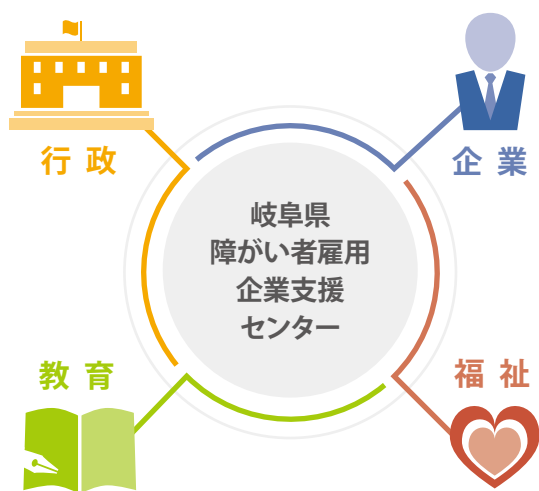 行政
企業
岐阜県
障がい者雇用
企業支援
センター
教育
福祉